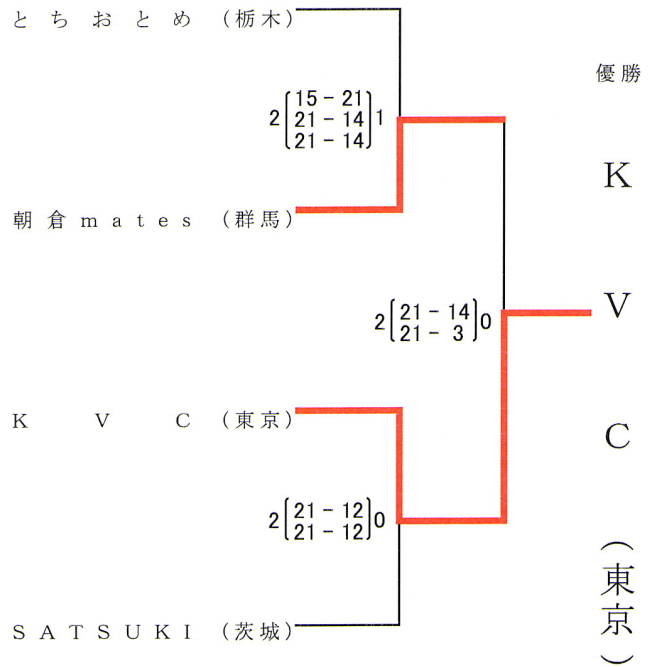 とちおとめ（栃木）
優勝
2 15 - 21 1
21 - 14
21 - 14
K
朝倉mates（群馬）
V
2 21 - 14 0
21 - 3
KVC（東京）
C
2 21 - 12 0
21 - 12
（東京）
SATSUKI（茨城）